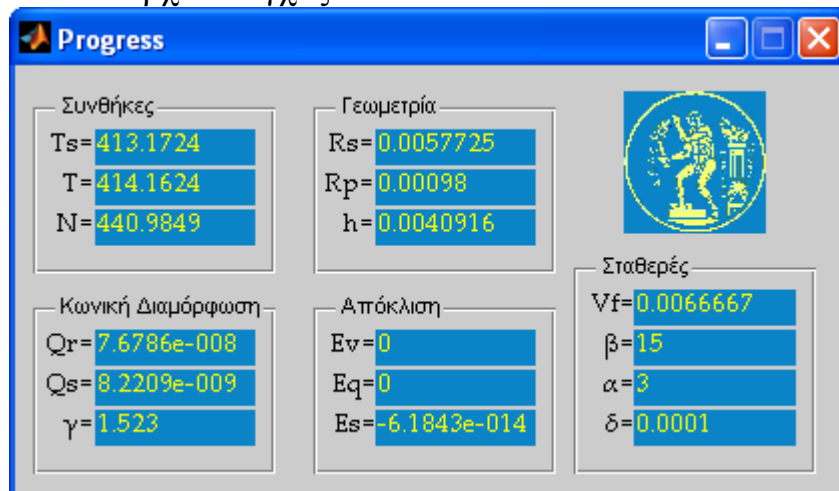 Progress
Συνθήκες
Ts=413.1724
T=414.1624
N=440.9849
Γεωμετρία
Rs=0.0057725
Rp=0.00098
h=0.0040916
Κωνική Διαμόρφωση
Qr=7.6786e-008
Qs=8.2209e-009
γ=1.523
Απόκλιση
Ev=0
Eq=0
Es=-6.1843e-014
Σταθερές
Vf=0.0066667
β=15
α=3
δ=0.0001